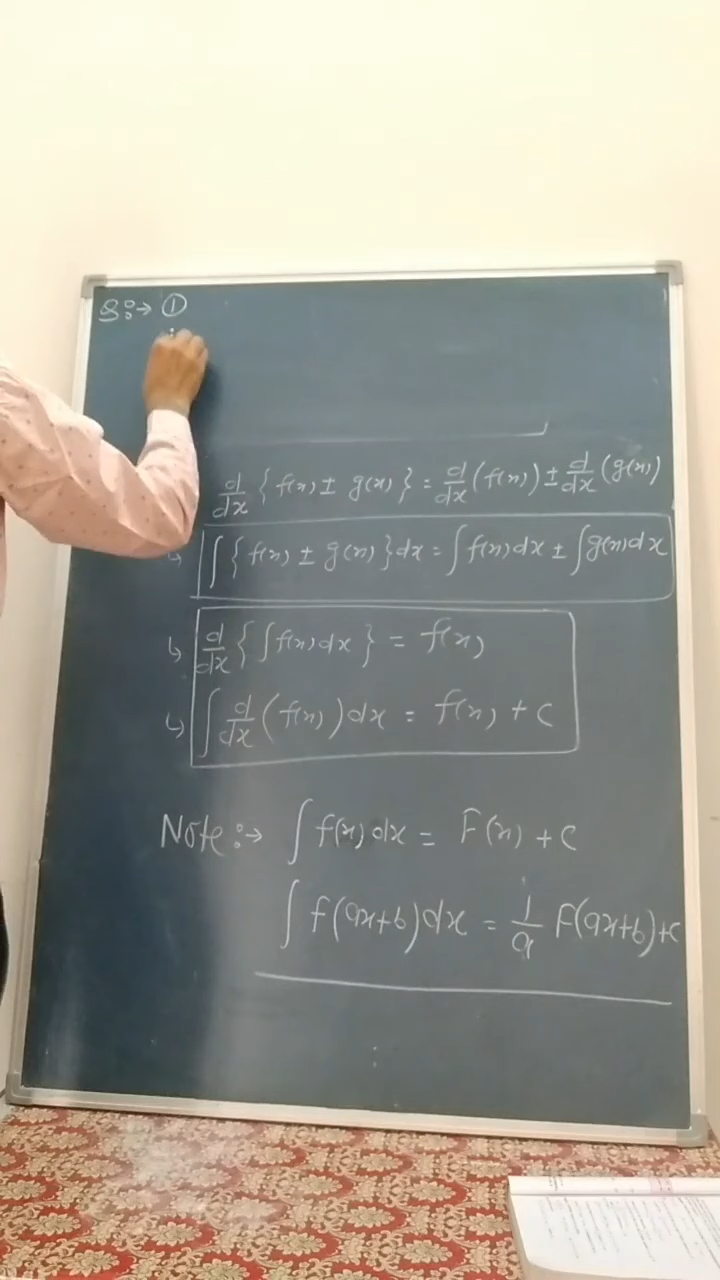 Q:→ ①
d/dx { f(x) ± g(x) } = d/dx (f(x)) ± d/dx (g(x)
↳ ∫ { f(x) ± g(x) } dx = ∫ f(x) dx ± ∫ g(x) dx
↳ d/dx { ∫ f(x) dx } = f(x)
↳ ∫ d/dx (f(x)) dx = f(x) + c
Note:→ ∫ f(x) dx = F(x) + c
∫ f(ax+b) dx = 1/a F(ax+b) + c